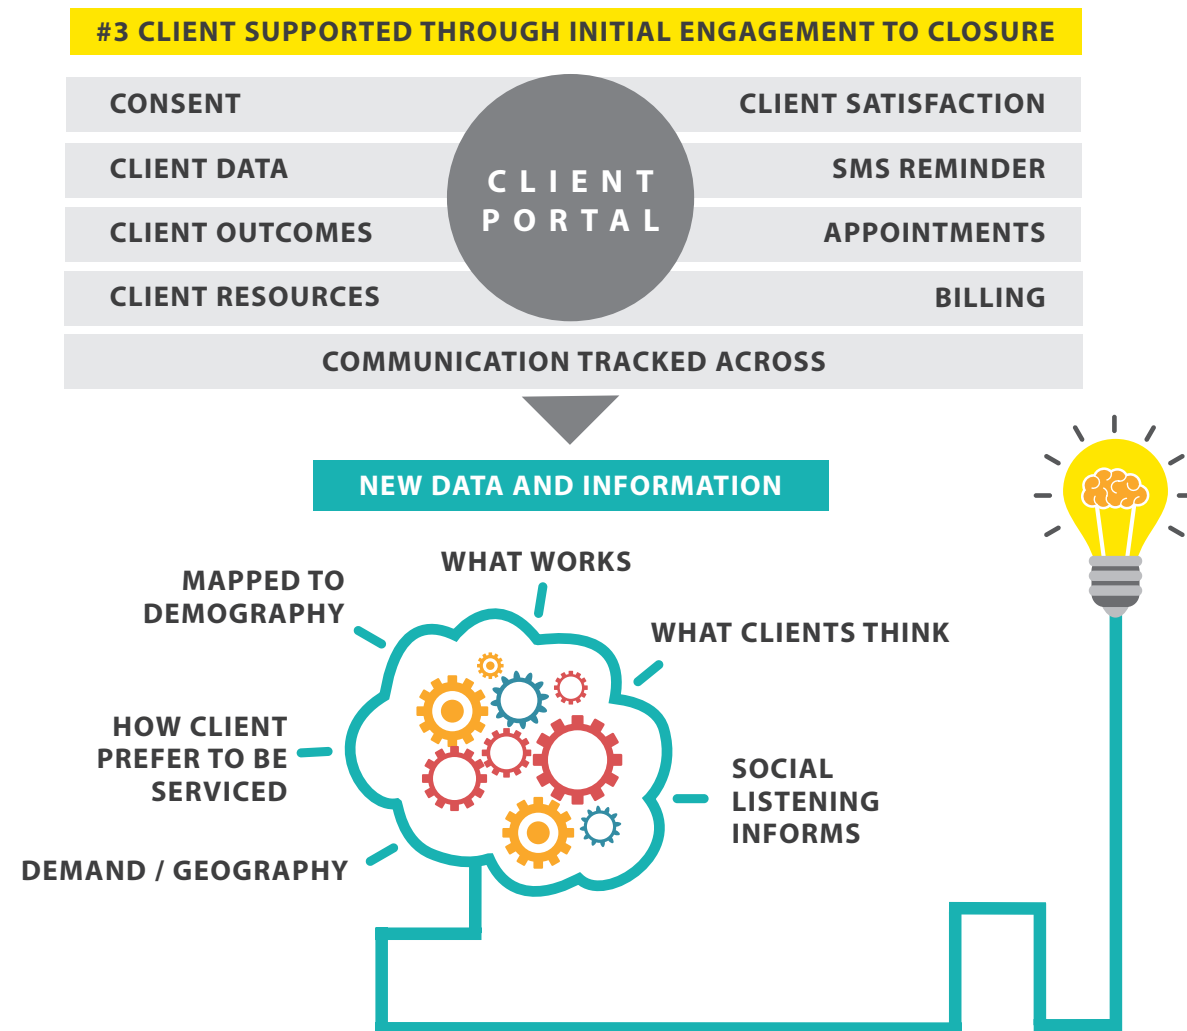 #3 CLIENT SUPPORTED THROUGH INITIAL ENGAGEMENT TO CLOSURE
CONSENT
CLIENT SATISFACTION
CLIENT DATA
SMS REMINDER
CLIENT OUTCOMES
APPOINTMENTS
CLIENT RESOURCES
BILLING
CLIENT
PORTAL
COMMUNICATION TRACKED ACROSS
NEW DATA AND INFORMATION
WHAT WORKS
MAPPED TO
DEMOGRAPHY
WHAT CLIENTS THINK
HOW CLIENT
PREFER TO BE
SERVICED
SOCIAL
LISTENING
INFORMS
DEMAND / GEOGRAPHY